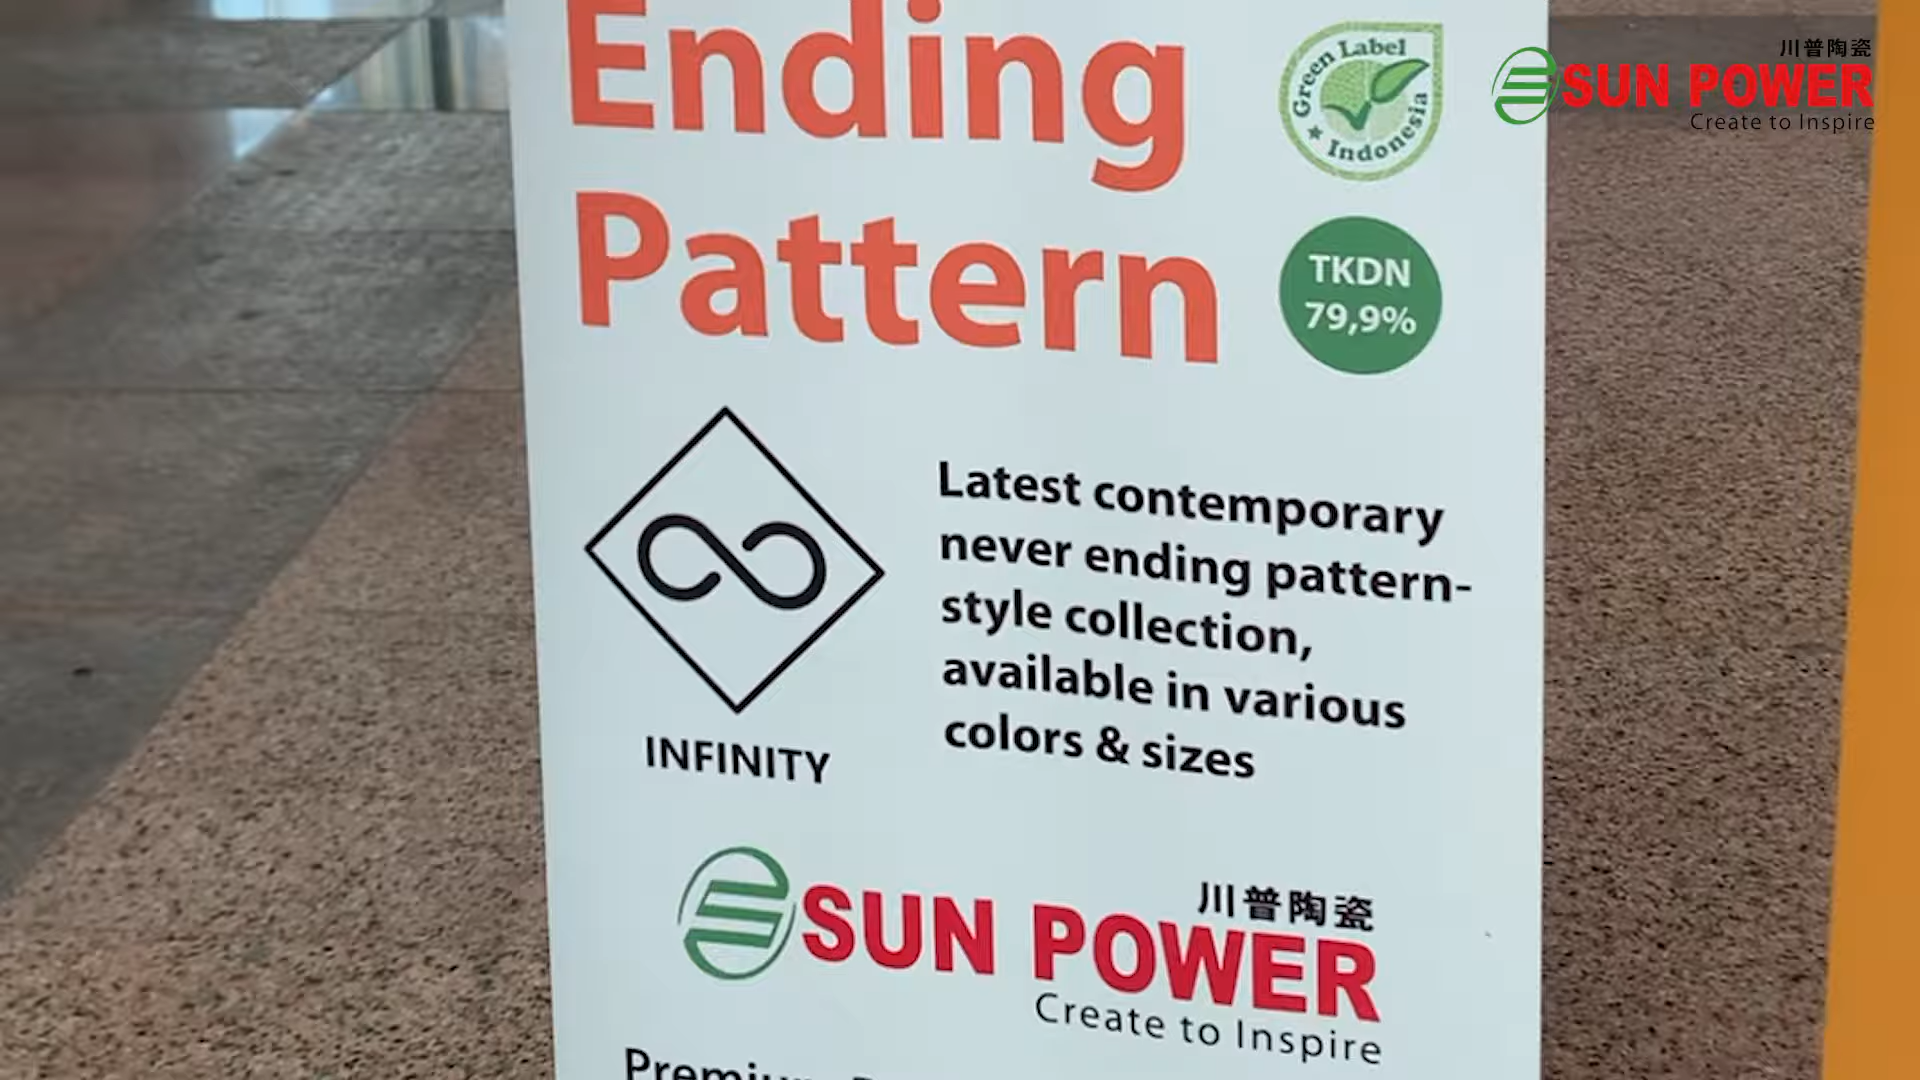 Ending
Pattern
Green Label
Indonesia
TKDN
79,9%
INFINITY
Latest contemporary
never ending pattern-
style collection,
available in various
colors & sizes
川普陶瓷
SUN POWER
Create to Inspire
川普陶瓷
SUN POWER
Create to Inspire